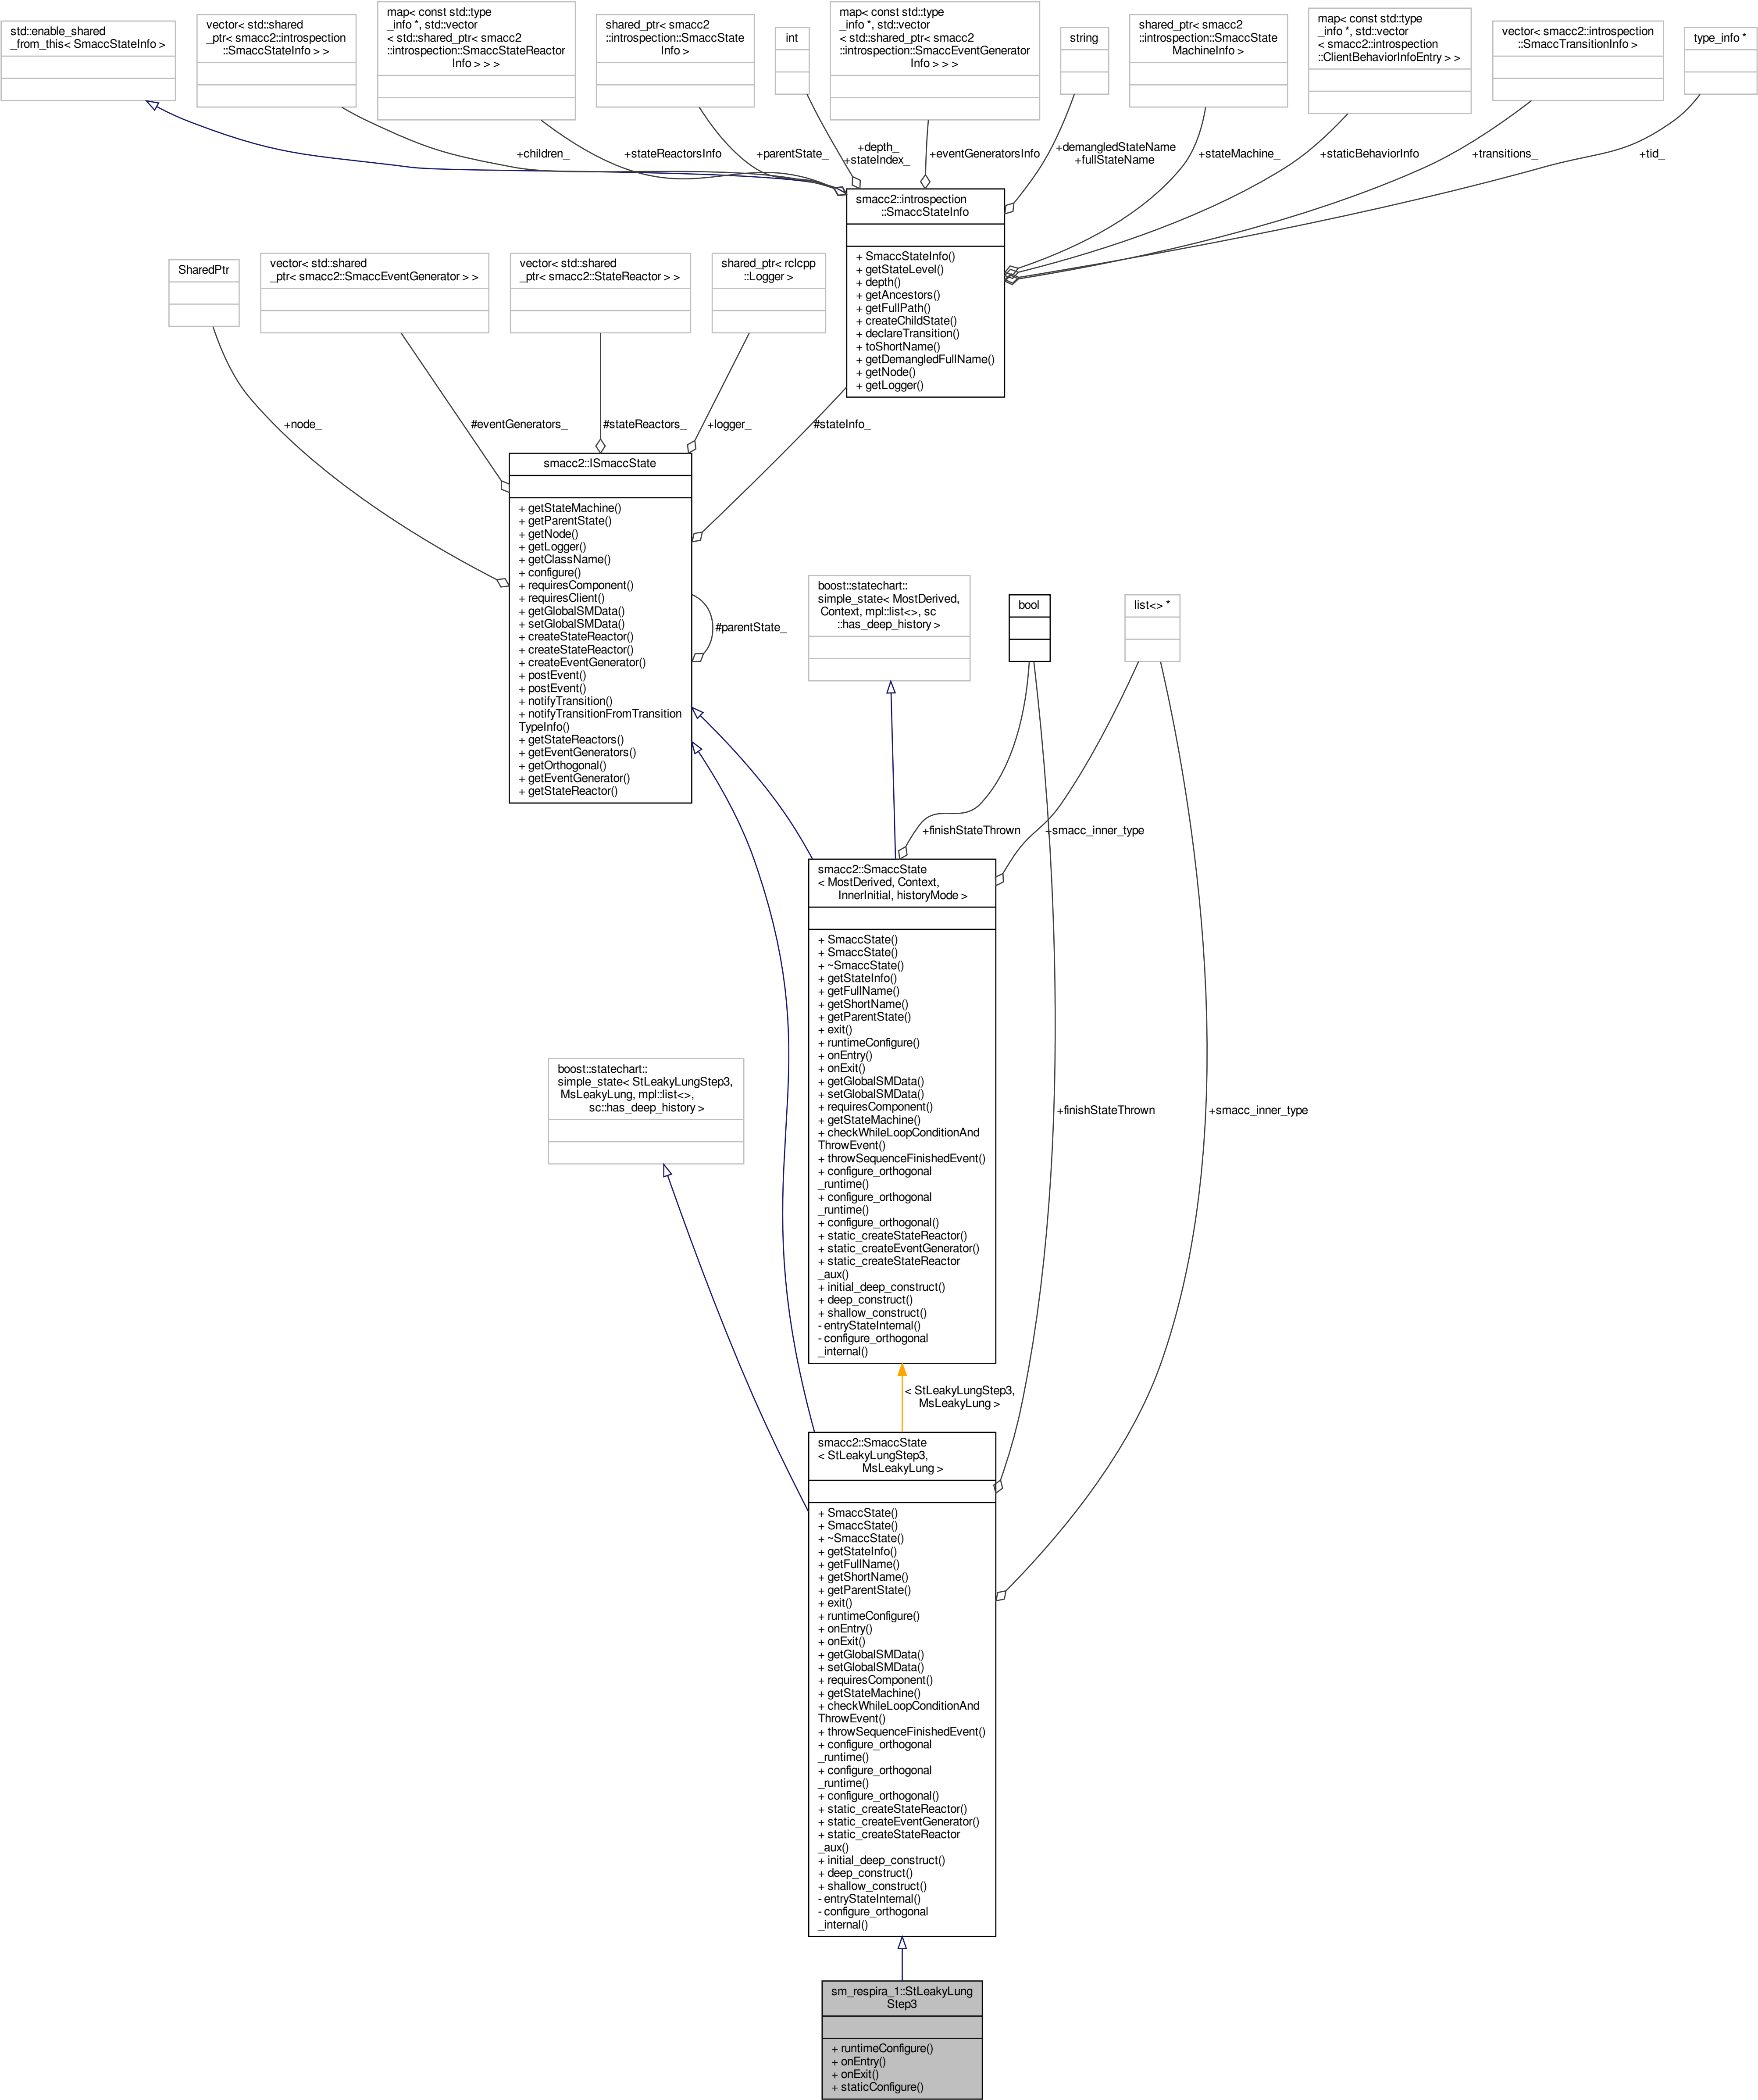 std::enable_shared
_from_this< SmaccStateInfo >
vector< std::shared
_ptr< smacc2::introspection
::SmaccStateInfo > >
map< const std::type
_info *, std::vector
< std::shared_ptr< smacc2
::introspection::SmaccStateReactor
Info > > >
shared_ptr< smacc2
::introspection::SmaccState
Info >
int
map< const std::type
_info *, std::vector
< std::shared_ptr< smacc2
::introspection::SmaccEventGenerator
Info > > >
string
shared_ptr< smacc2
::introspection::SmaccState
MachineInfo >
map< const std::type
_info *, std::vector
< smacc2::introspection
::ClientBehaviorInfoEntry > >
vector< smacc2::introspection
::SmaccTransitionInfo >
type_info *
+children_
+stateReactorsInfo
+parentState_
+depth_
+stateIndex_
+eventGeneratorsInfo
+demangledStateName
+fullStateName
+stateMachine_
+staticBehaviorInfo
+transitions_
+tid_
smacc2::introspection
::SmaccStateInfo
+ SmaccStateInfo()
+ getStateLevel()
+ depth()
+ getAncestors()
+ getFullPath()
+ createChildState()
+ declareTransition()
+ toShortName()
+ getDemangledFullName()
+ getNode()
+ getLogger()
SharedPtr
vector< std::shared
_ptr< smacc2::SmaccEventGenerator > >
vector< std::shared
_ptr< smacc2::StateReactor > >
shared_ptr< rclcpp
::Logger >
+node_
#eventGenerators_
#stateReactors_
+logger_
#stateInfo_
smacc2::ISmaccState
+ getStateMachine()
+ getParentState()
+ getNode()
+ getLogger()
+ getClassName()
+ configure()
+ requiresComponent()
+ requiresClient()
+ getGlobalSMData()
+ setGlobalSMData()
+ createStateReactor()
+ createStateReactor()
+ createEventGenerator()
+ postEvent()
+ postEvent()
+ notifyTransition()
+ notifyTransitionFromTransition
TypeInfo()
+ getStateReactors()
+ getEventGenerators()
+ getOrthogonal()
+ getEventGenerator()
+ getStateReactor()
#parentState_
boost::statechart::
simple_state< MostDerived,
Context, mpl::list<>, sc
::has_deep_history >
bool
list<> *
+finishStateThrown
+smacc_inner_type
smacc2::SmaccState
< MostDerived, Context,
InnerInitial, historyMode >
+ SmaccState()
+ SmaccState()
+ ~SmaccState()
+ getStateInfo()
+ getFullName()
+ getShortName()
+ getParentState()
+ exit()
+ runtimeConfigure()
+ onEntry()
+ onExit()
+ getGlobalSMData()
+ setGlobalSMData()
+ requiresComponent()
+ getStateMachine()
+ checkWhileLoopConditionAnd
ThrowEvent()
+ throwSequenceFinishedEvent()
+ configure_orthogonal
_runtime()
+ configure_orthogonal
_runtime()
+ configure_orthogonal()
+ static_createStateReactor()
+ static_createEventGenerator()
+ static_createStateReactor
_aux()
+ initial_deep_construct()
+ deep_construct()
+ shallow_construct()
- entryStateInternal()
- configure_orthogonal
_internal()
boost::statechart::
simple_state< StLeakyLungStep3,
MsLeakyLung, mpl::list<>,
sc::has_deep_history >
+finishStateThrown
+smacc_inner_type
< StLeakyLungStep3,
MsLeakyLung >
smacc2::SmaccState
< StLeakyLungStep3,
MsLeakyLung >
+ SmaccState()
+ SmaccState()
+ ~SmaccState()
+ getStateInfo()
+ getFullName()
+ getShortName()
+ getParentState()
+ exit()
+ runtimeConfigure()
+ onEntry()
+ onExit()
+ getGlobalSMData()
+ setGlobalSMData()
+ requiresComponent()
+ getStateMachine()
+ checkWhileLoopConditionAnd
ThrowEvent()
+ throwSequenceFinishedEvent()
+ configure_orthogonal
_runtime()
+ configure_orthogonal
_runtime()
+ configure_orthogonal()
+ static_createStateReactor()
+ static_createEventGenerator()
+ static_createStateReactor
_aux()
+ initial_deep_construct()
+ deep_construct()
+ shallow_construct()
- entryStateInternal()
- configure_orthogonal
_internal()
sm_respira_1::StLeakyLung
Step3
+ runtimeConfigure()
+ onEntry()
+ onExit()
+ staticConfigure()